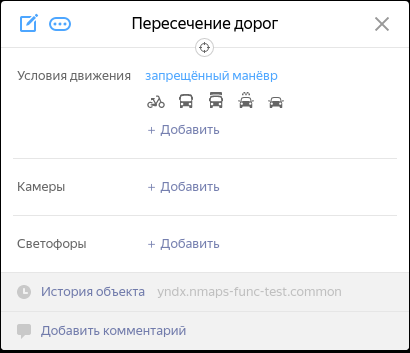 Пересечение дорог
Условия движения запрещённый манёвр
+ Добавить
Камеры + Добавить
Светофоры + Добавить
История объекта yndx.nmaps-func-test.common
Добавить комментарий